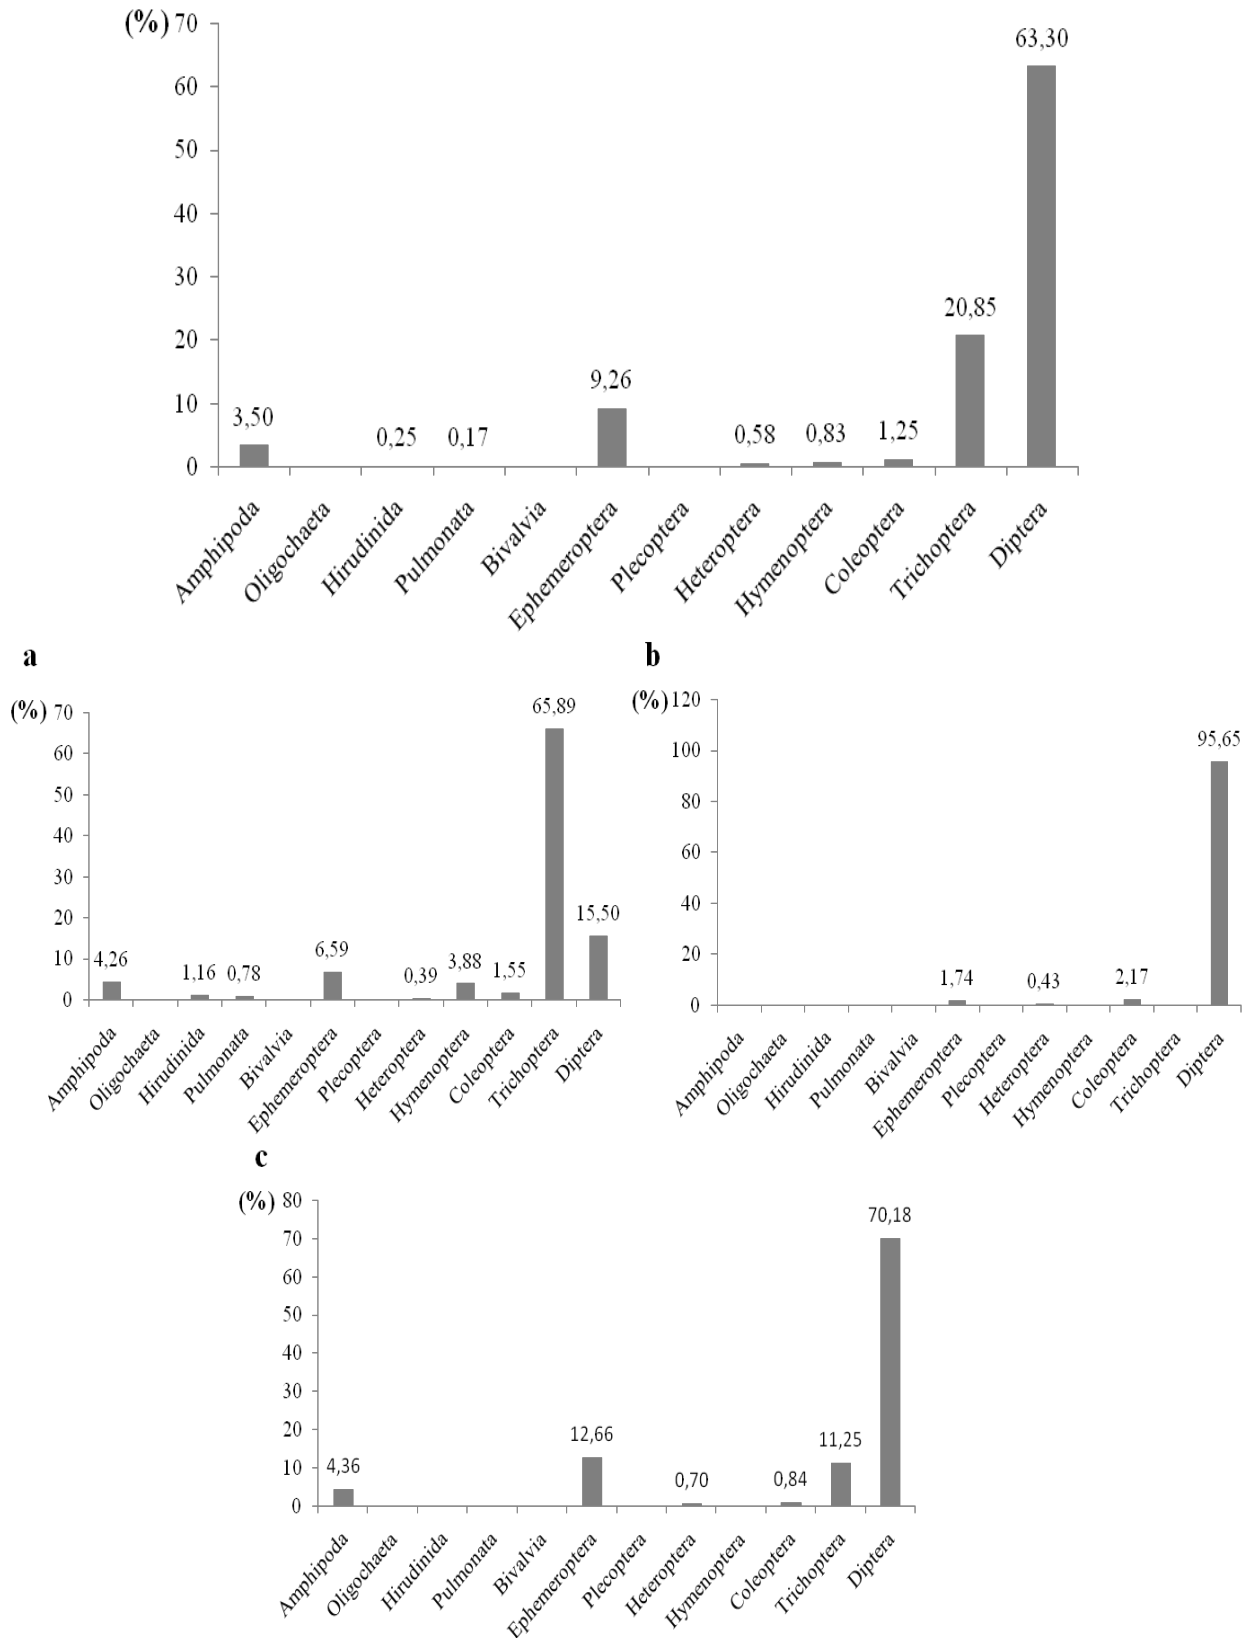 (%)
70
60
50
40
30
20
10
0
3,50
0,25
0,17
9,26
0,58
0,83
1,25
20,85
63,30
Amphipoda
Oligochaeta
Hirudinida
Pulmonata
Bivalvia
Ephemeroptera
Plecoptera
Heteroptera
Hymenoptera
Coleoptera
Trichoptera
Diptera
a
(%)
70
60
50
40
30
20
10
0
4,26
1,16
0,78
6,59
0,39
3,88
1,55
65,89
15,50
Amphipoda
Oligochaeta
Hirudinida
Pulmonata
Bivalvia
Ephemeroptera
Plecoptera
Heteroptera
Hymenoptera
Coleoptera
Trichoptera
Diptera
b
(%)
120
100
80
60
40
20
0
1,74
0,43
2,17
95,65
Amphipoda
Oligochaeta
Hirudinida
Pulmonata
Bivalvia
Ephemeroptera
Plecoptera
Heteroptera
Hymenoptera
Coleoptera
Trichoptera
Diptera
c
(%)
80
70
60
50
40
30
20
10
0
4,36
12,66
0,70
0,84
11,25
70,18
Amphipoda
Oligochaeta
Hirudinida
Pulmonata
Bivalvia
Ephemeroptera
Plecoptera
Heteroptera
Hymenoptera
Coleoptera
Trichoptera
Diptera